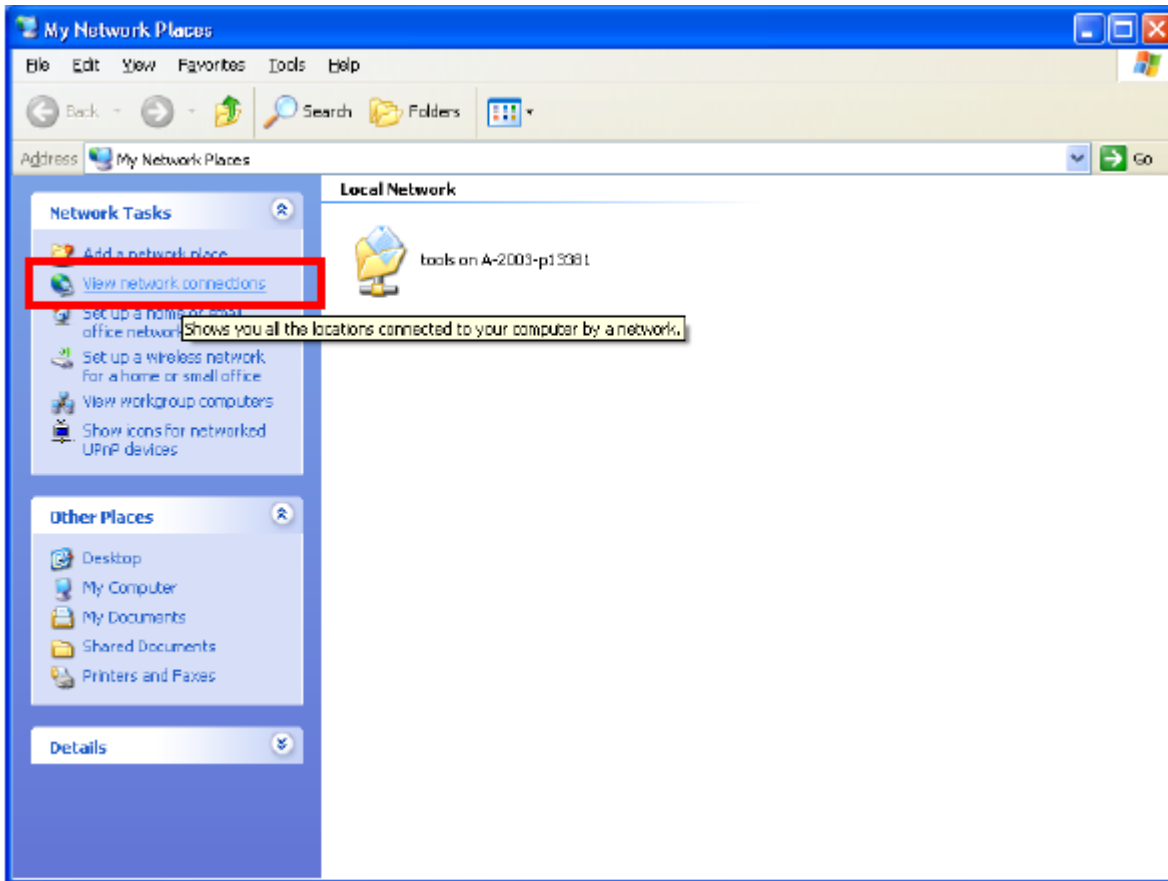 My Network Places
File Edit View Favorites Tools Help
Back Search Folders
Address My Network Places Go
Network Tasks
Add a network place
View network connections
Set up a home or small
office network
Shows you all the locations connected to your computer by a network.
Set up a wireless network
for a home or small office
View workgroup computers
Show icons for networked
UPnP devices
Other Places
Desktop
My Computer
My Documents
Shared Documents
Printers and Faxes
Details
Local Network
tools on A-2003-p13381